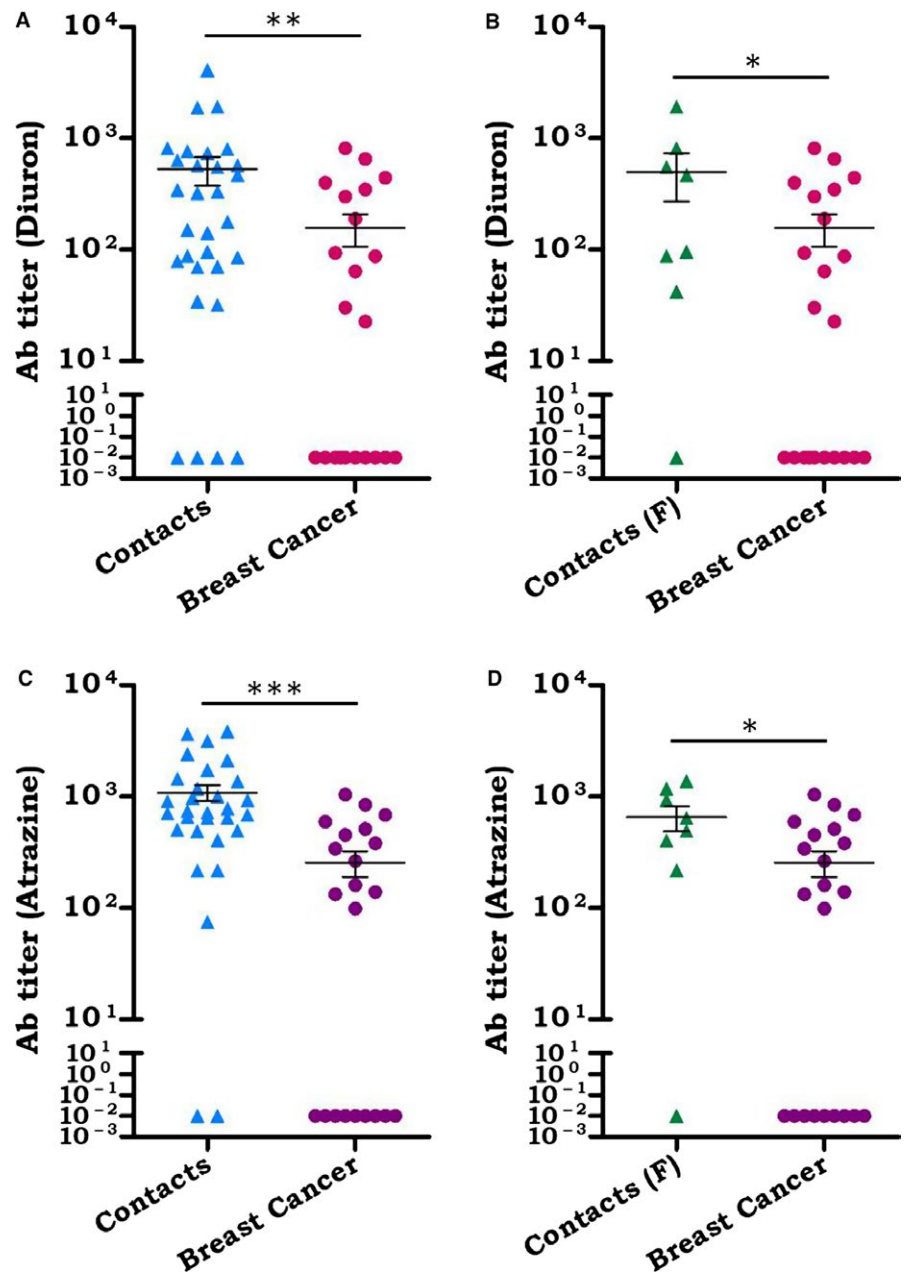 A
**
Ab titer (Diuron)
10⁴
10³
10²
10¹
10¹
10⁰
10⁻¹
10⁻²
10⁻³
Contacts
Breast Cancer
B
*
Ab titer (Diuron)
10⁴
10³
10²
10¹
10¹
10⁰
10⁻¹
10⁻²
10⁻³
Contacts (F)
Breast Cancer
C
***
Ab titer (Atrazine)
10⁴
10³
10²
10¹
10¹
10⁰
10⁻¹
10⁻²
10⁻³
Contacts
Breast Cancer
D
*
Ab titer (Atrazine)
10⁴
10³
10²
10¹
10¹
10⁰
10⁻¹
10⁻²
10⁻³
Contacts (F)
Breast Cancer